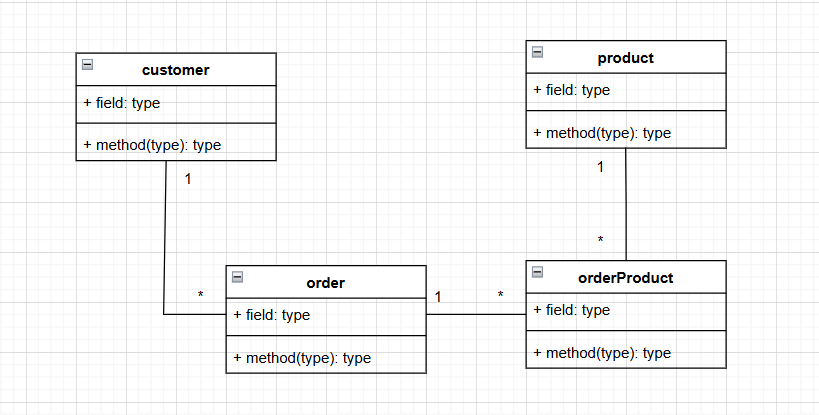 customer
+ field: type
+ method(type): type
1
*
product
+ field: type
+ method(type): type
1
*
order
+ field: type
+ method(type): type
1
*
orderProduct
+ field: type
+ method(type): type